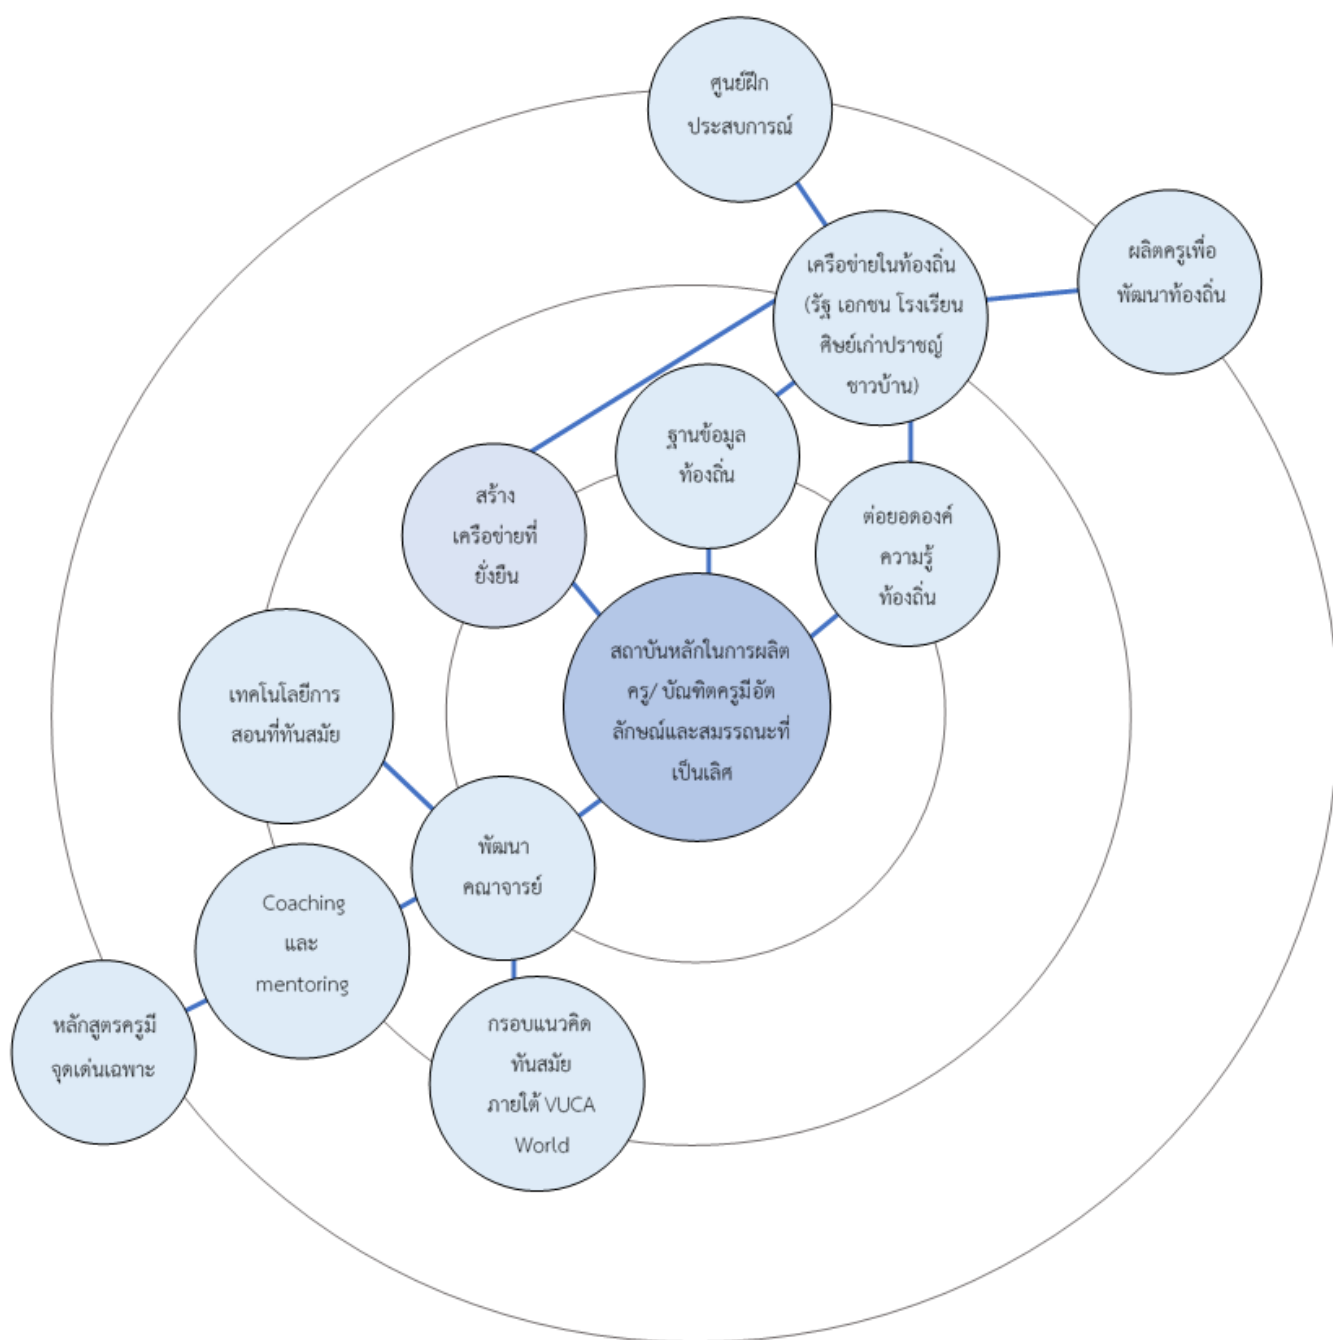 ศูนย์ฝึก
ประสบการณ์
ผลิตครูเพื่อ
พัฒนาท้องถิ่น
เครือข่ายในท้องถิ่น
(รัฐ เอกชน โรงเรียน
ศิษย์เก่าปราชญ์
ชาวบ้าน)
ฐานข้อมูล
ท้องถิ่น
สร้าง
เครือข่ายที่
ยั่งยืน
ต่อยอดองค์
ความรู้
ท้องถิ่น
สถาบันหลักในการผลิต
ครู/ บัณฑิตครูมีอัต
ลักษณ์และสมรรถนะที่
เป็นเลิศ
เทคโนโลยีการ
สอนที่ทันสมัย
พัฒนา
คณาจารย์
Coaching
และ
mentoring
หลักสูตรครูมี
จุดเด่นเฉพาะ
กรอบแนวคิด
ทันสมัย
ภายใต้ VUCA
World